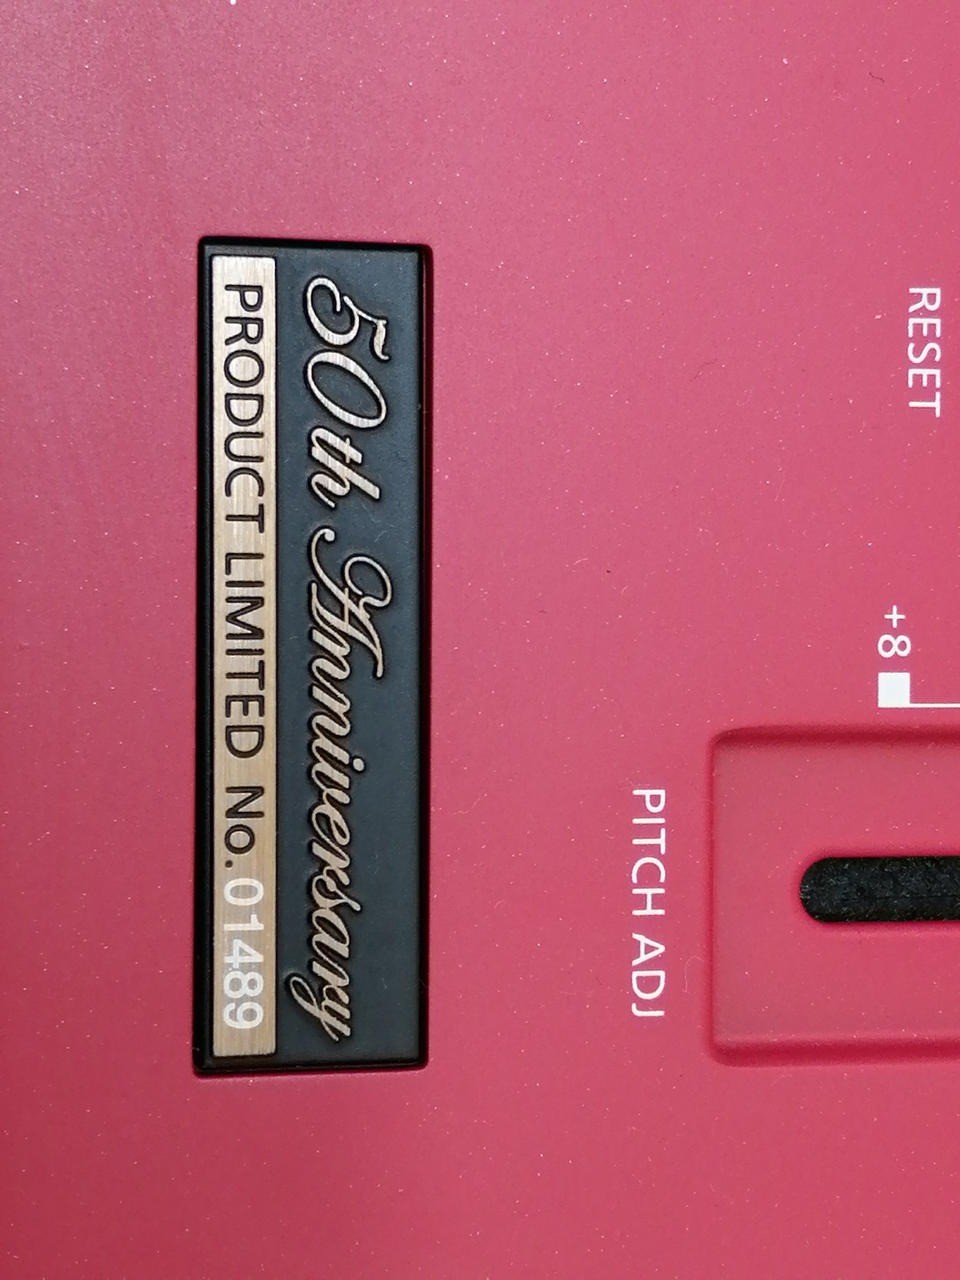 RESET
+8
PITCH ADJ
50th Anniversary
PRODUCT LIMITED No. 01489